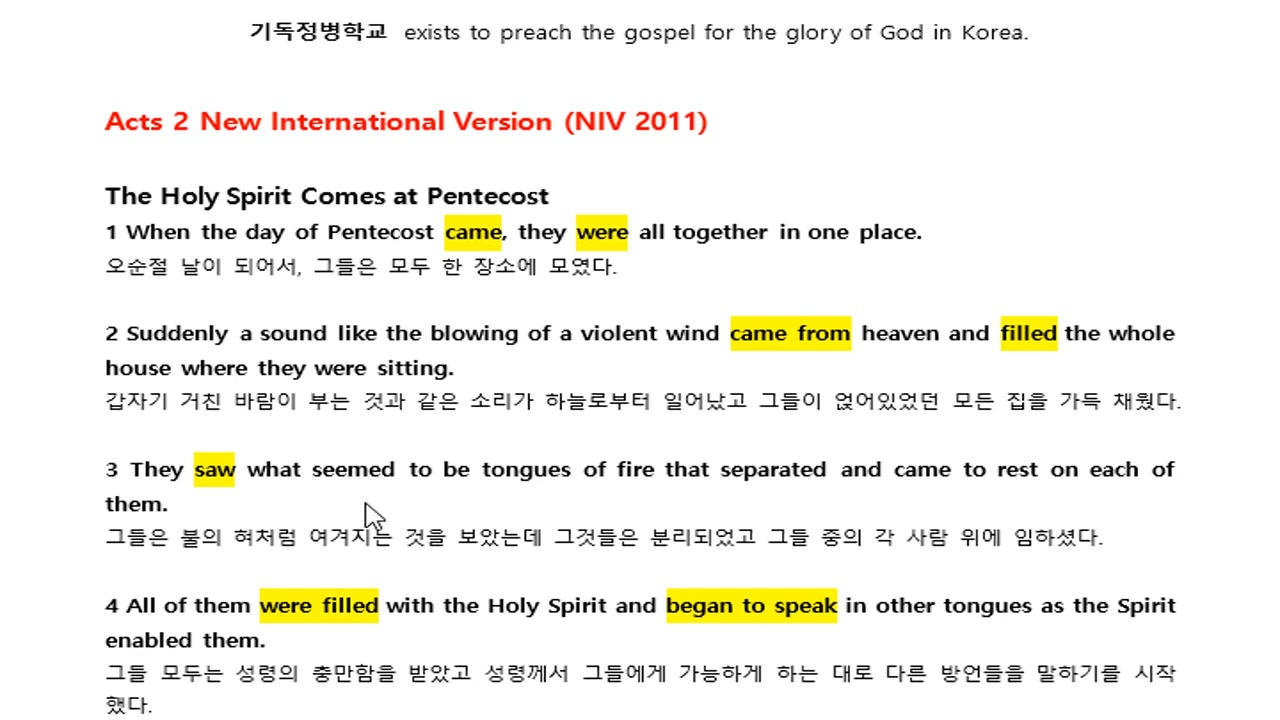 기독정병학교 exists to preach the gospel for the glory of God in Korea.
Acts 2 New International Version (NIV 2011)
The Holy Spirit Comes at Pentecost
1 When the day of Pentecost came, they were all together in one place.
오순절 날이 되어서, 그들은 모두 한 장소에 모였다.
2 Suddenly a sound like the blowing of a violent wind came from heaven and filled the whole
house where they were sitting.
갑자기 거친 바람이 부는 것과 같은 소리가 하늘로부터 일어났고 그들이 앉어있었던 모든 집을 가득 채웠다.
3 They saw what seemed to be tongues of fire that separated and came to rest on each of
them.
그들은 불의 혀처럼 여겨지는 것을 보았는데 그것들은 분리되었고 그들 중의 각 사람 위에 임하셨다.
4 All of them were filled with the Holy Spirit and began to speak in other tongues as the Spirit
enabled them.
그들 모두는 성령의 충만함을 받았고 성령께서 그들에게 가능하게 하는 대로 다른 방언들을 말하기를 시작
했다.